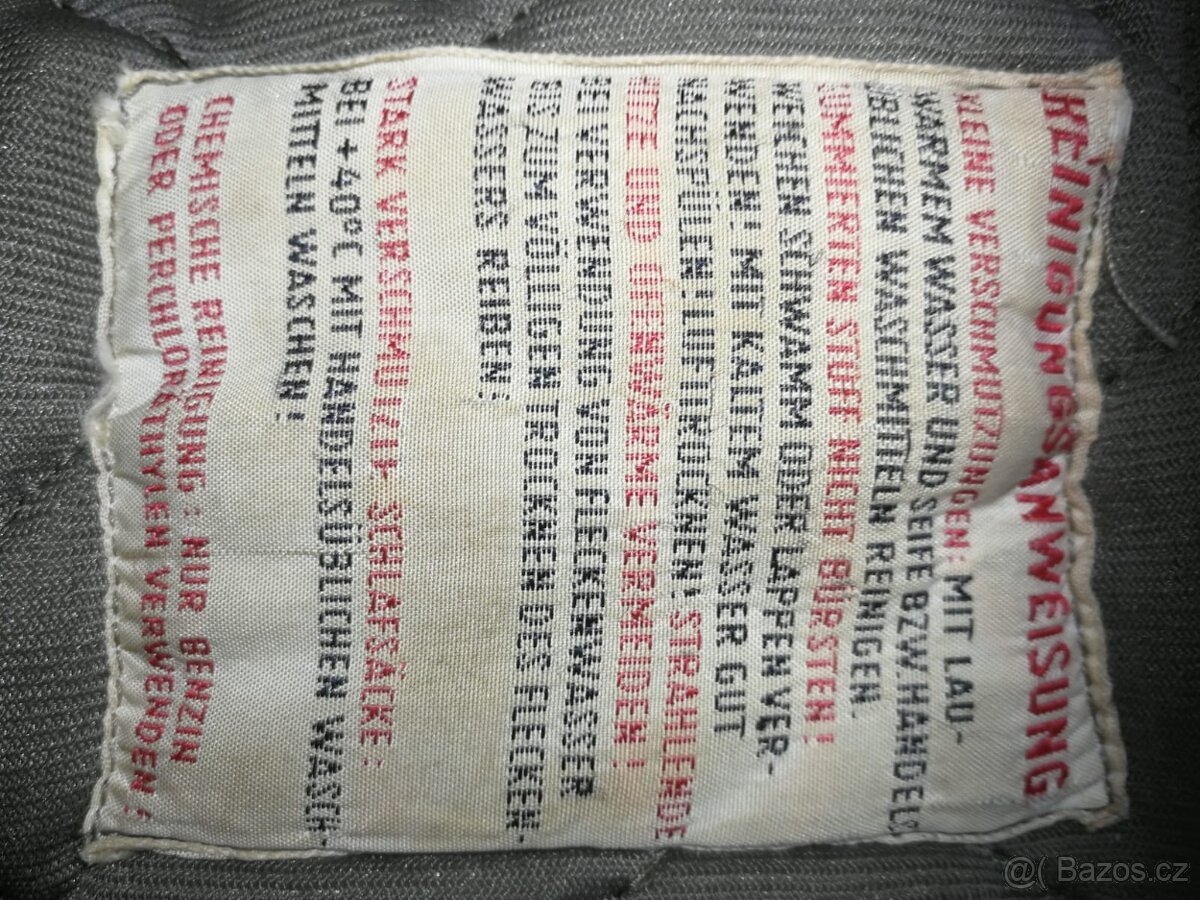 REINIGUNGSANWEISUNG
KLEINE VERSCHMUTZUNGEN: MIT LAU-
WARMEM WASSER UND SEIFE BZW. HANDELS
ÜBLICHEN WASCHMITTELN REINIGEN.
GUMMIERTEN STOFF NICHT BÜRSTEN!
WEICHEN SCHWAMM ODER LAPPEN VER-
WENDEN! MIT KALTEM WASSER GUT
NACHSPÜLEN! LUFTTROCKNEN; STRAHLENDE
HITZE UND OFENWÄRME VERMEIDEN!
BEI VERWENDUNG VON FLECKENWASSER
BIS ZUM VÖLLIGEN TROCKNEN DES FLECKEN-
WASSERS REIBEN;
STARK VERSCHMUTZTE SCHLAFSÄCKE:
BEI +40°C MIT HANDELSÜBLICHEN WASCH-
MITTELN WASCHEN!
CHEMISCHE REINIGUNG: NUR BENZIN
ODER PERCHLORÄTHYLEN VERWENDEN!
@( Bazos.cz